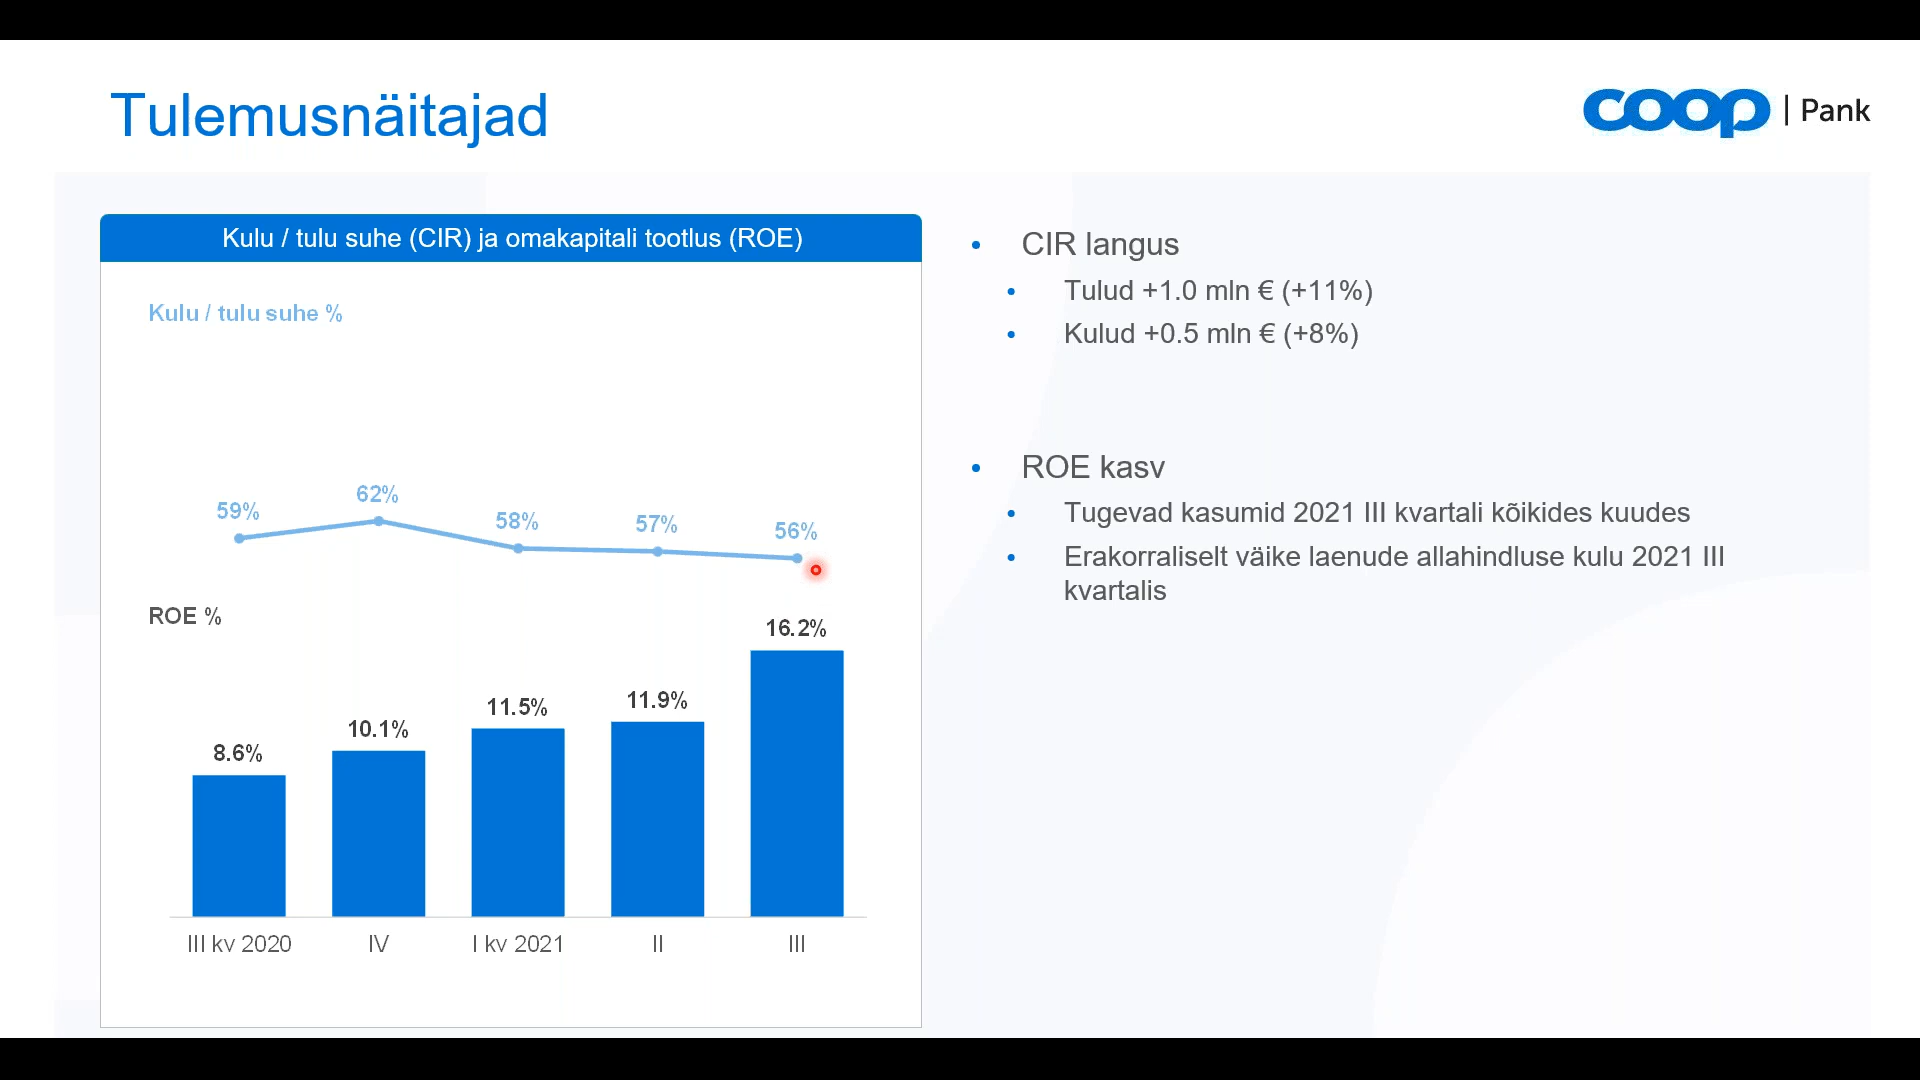 Tulemusnäitajad
coop | Pank
Kulu / tulu suhe (CIR) ja omakapitali tootlus (ROE)
Kulu / tulu suhe %
59%
62%
58%
57%
56%
ROE %
8.6%
10.1%
11.5%
11.9%
16.2%
III kv 2020
IV
I kv 2021
II
III
• CIR langus
• Tulud +1.0 mln € (+11%)
• Kulud +0.5 mln € (+8%)
• ROE kasv
• Tugevad kasumid 2021 III kvartali kõikides kuudes
• Erakorraliselt väike laenude allahindluse kulu 2021 III
kvartalis